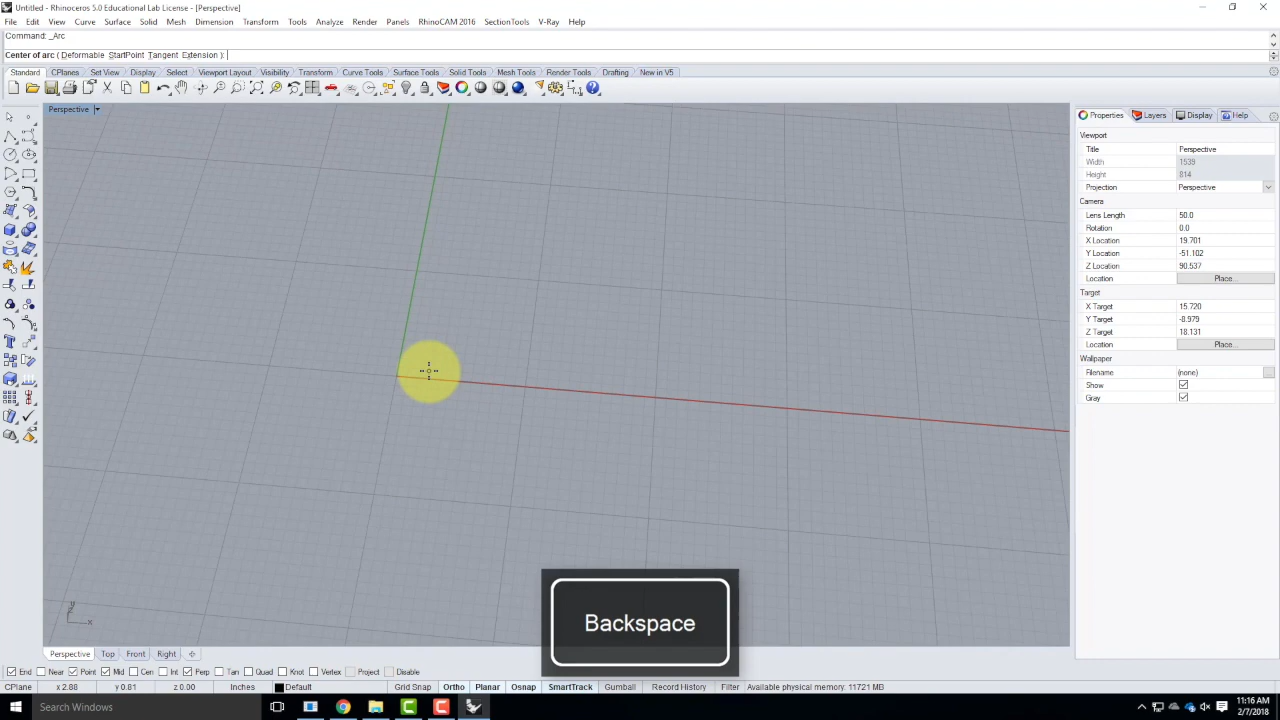 Untitled - Rhinoceros 5.0 Educational Lab License - [Perspective]
File Edit View Curve Surface Solid Mesh Dimension Transform Tools Analyze Render Panels RhinoCAM 2016 SectionTools V-Ray Help
Command: _Arc
Center of arc ( Deformable StartPoint Tangent Extension ):
Standard CPlanes Set View Display Select Viewport Layout Visibility Transform Curve Tools Surface Tools Solid Tools Mesh Tools Render Tools Drafting New in V5
Perspective
Properties Layers Display Help
Viewport
Title Perspective
Width 1539
Height 814
Projection Perspective
Camera
Lens Length 50.0
Rotation 0.0
X Location 19.701
Y Location -51.102
Z Location 90.537
Location Place...
Target
X Target 15.720
Y Target -8.979
Z Target 18.131
Location Place...
Wallpaper
Filename (none)
Show
Gray
Backspace
y
x
Perspective Top Front Right
End Near Point Mid Cen Int Perp Tan Quad Knot Vertex Project Disable
CPlane x 2.88 y 0.81 z 0.00 Inches Default Grid Snap Ortho Planar Osnap SmartTrack Gumball Record History Filter Available physical memory: 11721 MB
Search Windows
11:16 AM
2/7/2018